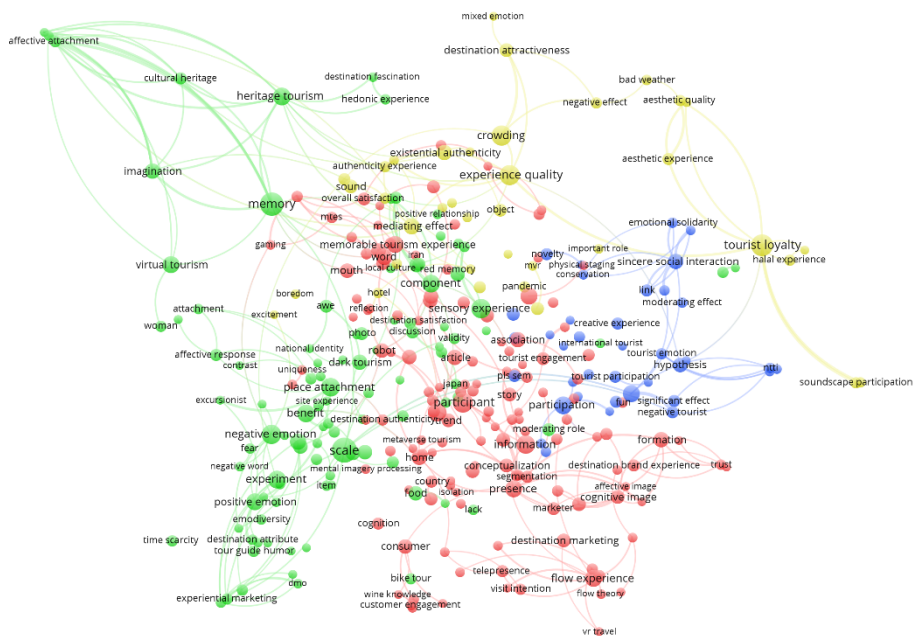 mixed emotion
affective attachment
destination attractiveness
cultural heritage
destination fascination
bad weather
heritage tourism
hedonic experience
negative effect
aesthetic quality
crowding
existential authenticity
authenticity experience
aesthetic experience
imagination
experience quality
sound
overall satisfaction
memory
positive relationship
object
mtes
mediating effect
emotional solidarity
gaming
memorable tourism experience
tourist loyalty
word
iran
novelty
important role
sincere social interaction
halal experience
virtual tourism
mouth
local culture
red memory
mvr
physical staging
conservation
component
pandemic
link
boredom
hotel
moderating effect
attachment
excitement
awe
reflection
sensory experience
woman
destination satisfaction
creative experience
photo
discussion
validity
association
international tourist
national identity
affective response
robot
article
tourist engagement
tourist emotion
contrast
dark tourism
hypothesis
uniqueness
pls sem
tourist participation
ntti
soundscape participation
place attachment
japan
story
excursionist
site experience
participant
participation
fun
significant effect
benefit
destination authenticity
trend
negative tourist
negative emotion
moderating role
fear
scale
metaverse tourism
information
formation
home
negative word
mental imagery processing
conceptualization
destination brand experience
trust
experiment
item
country
segmentation
presence
affective image
food
isolation
cognitive image
positive emotion
lack
marketer
emodiversity
cognition
time scarcity
destination attribute
consumer
destination marketing
tour guide humor
telepresence
flow experience
dmo
bike tour
visit intention
experiential marketing
wine knowledge
flow theory
customer engagement
vr travel